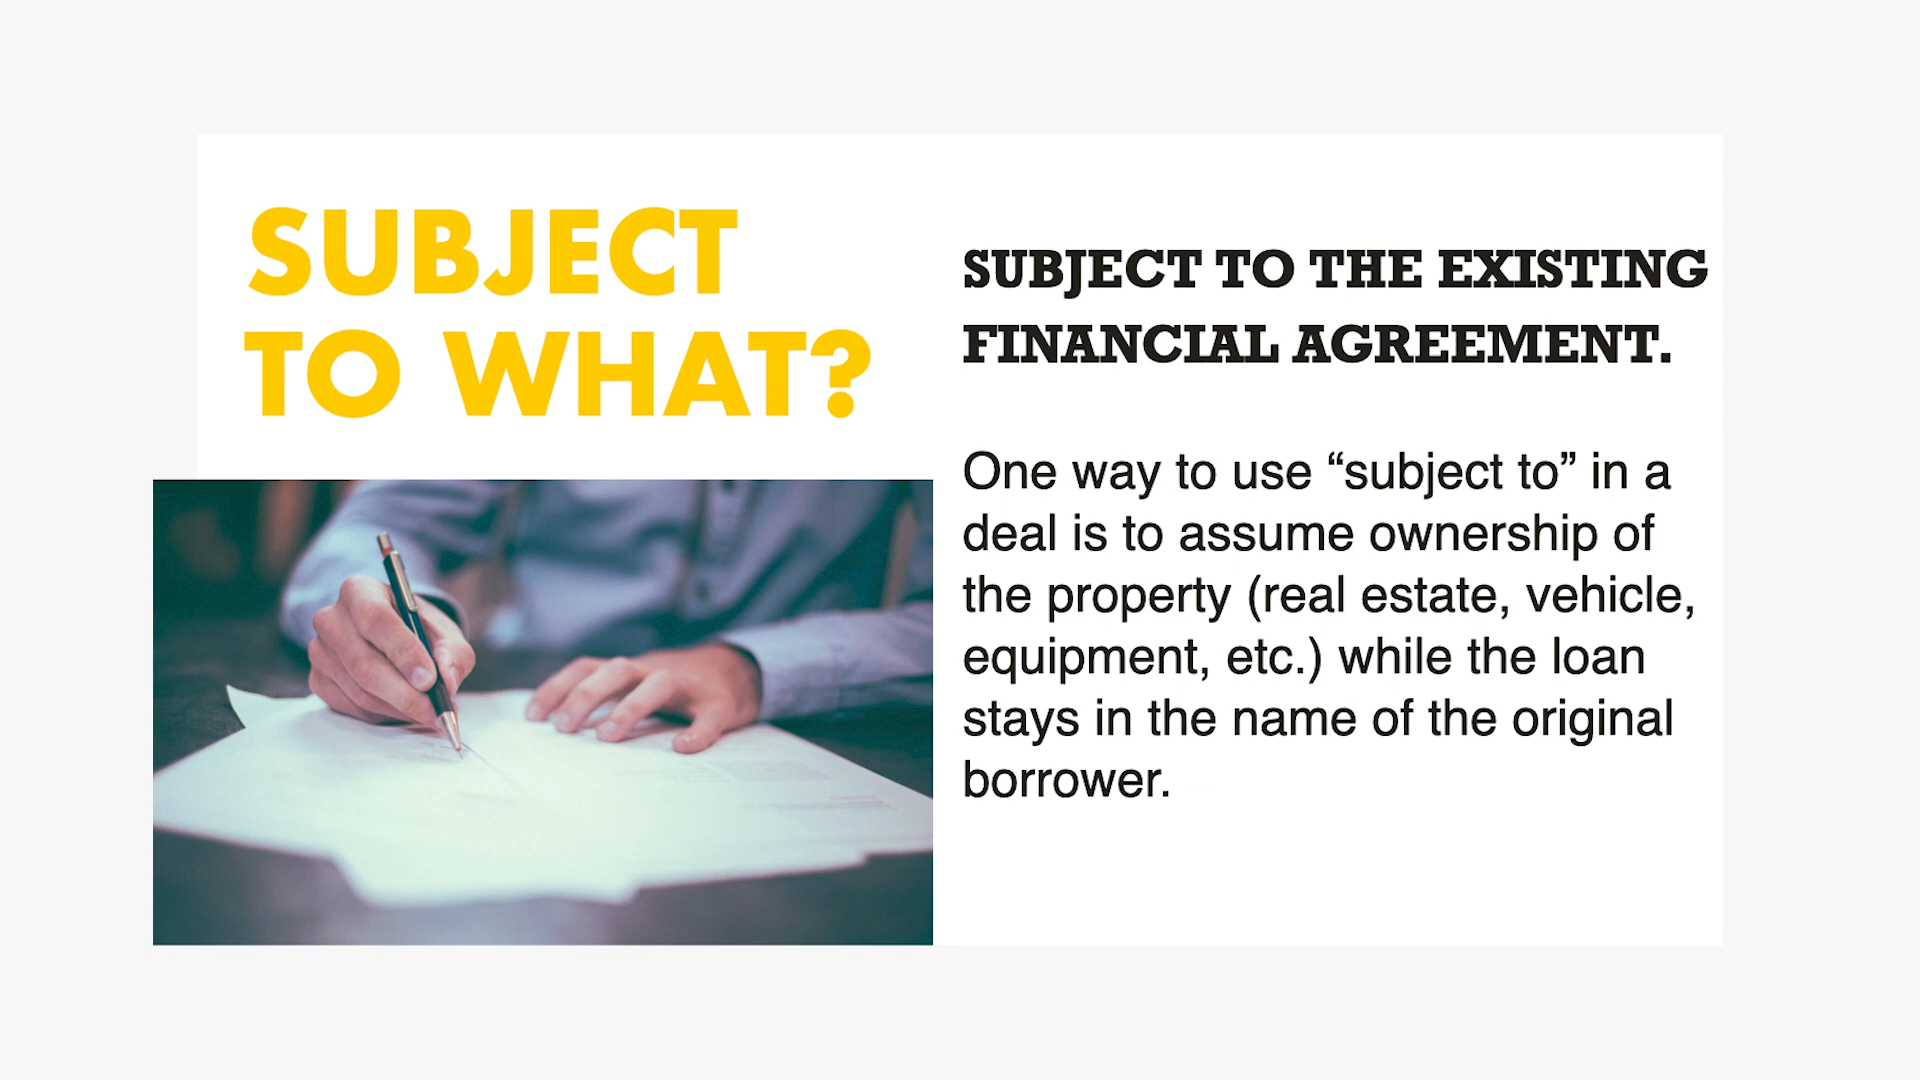 SUBJECT
TO WHAT?
SUBJECT TO THE EXISTING
FINANCIAL AGREEMENT.
One way to use “subject to” in a
deal is to assume ownership of
the property (real estate, vehicle,
equipment, etc.) while the loan
stays in the name of the original
borrower.